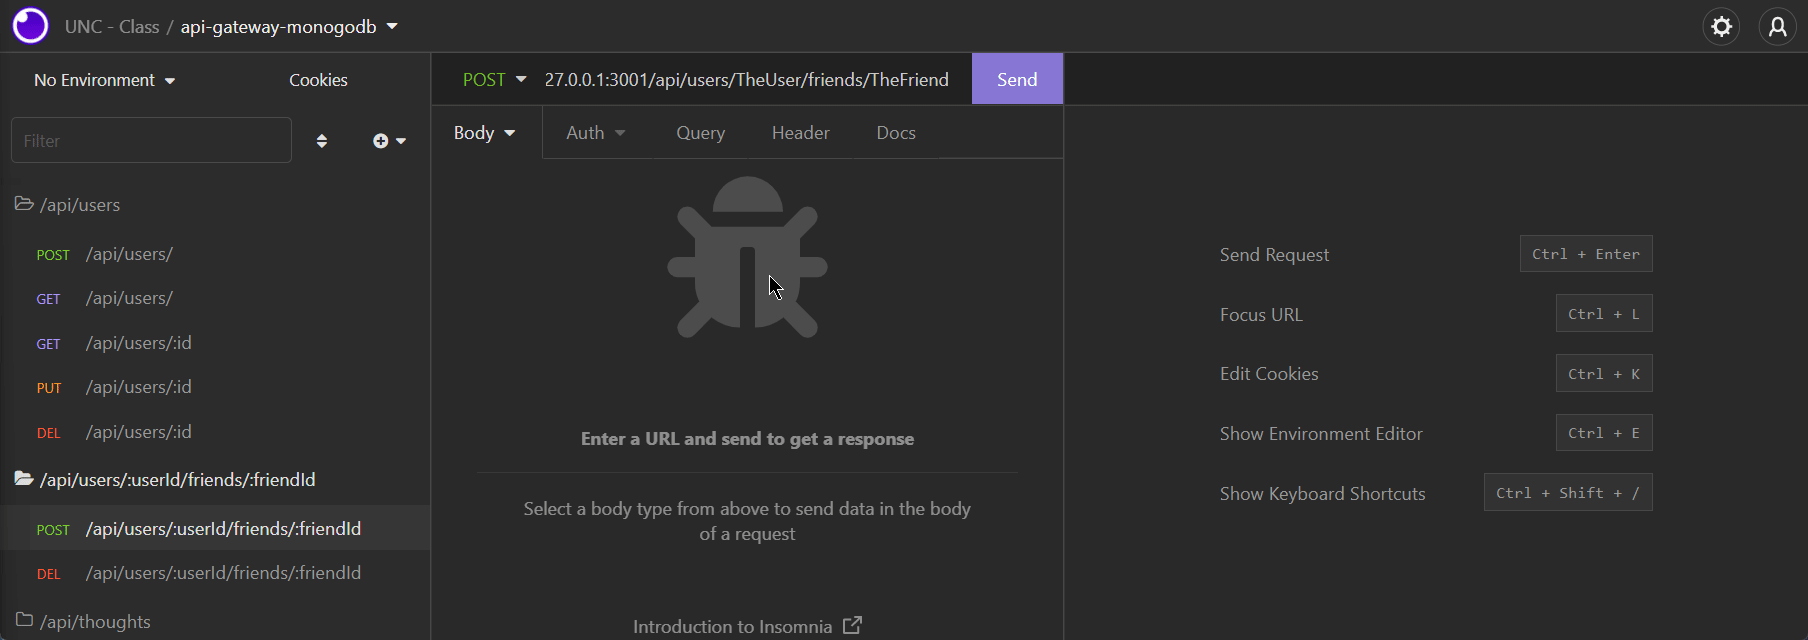 UNC - Class / api-gateway-monogodb
No Environment
Cookies
POST 27.0.0.1:3001/api/users/TheUser/friends/TheFriend Send
Filter
Body Auth Query Header Docs
/api/users
POST /api/users/
GET /api/users/
GET /api/users/:id
PUT /api/users/:id
DEL /api/users/:id
/api/users/:userId/friends/:friendId
POST /api/users/:userId/friends/:friendId
DEL /api/users/:userId/friends/:friendId
/api/thoughts
Enter a URL and send to get a response
Select a body type from above to send data in the body
of a request
Introduction to Insomnia
Send Request Ctrl + Enter
Focus URL Ctrl + L
Edit Cookies Ctrl + K
Show Environment Editor Ctrl + E
Show Keyboard Shortcuts Ctrl + Shift + /